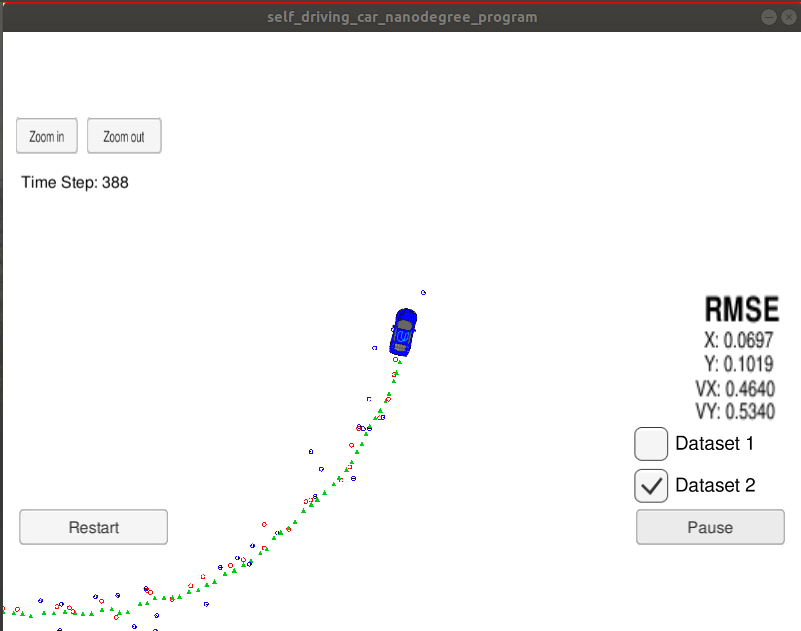 self_driving_car_nanodegree_program
Zoom in
Zoom out
Time Step: 388
RMSE
X: 0.0697
Y: 0.1019
VX: 0.4640
VY: 0.5340
Dataset 1
Dataset 2
Restart
Pause